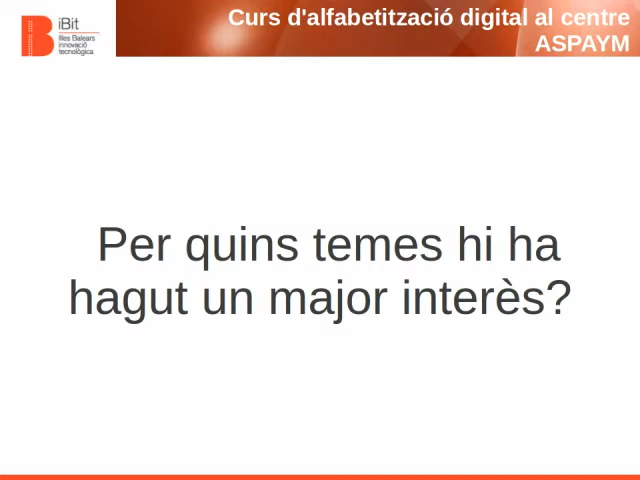 iBit
Illes Balears
innovació
tecnològica
Curs d'alfabetització digital al centre
ASPAYM
Per quins temes hi ha
hagut un major interès?